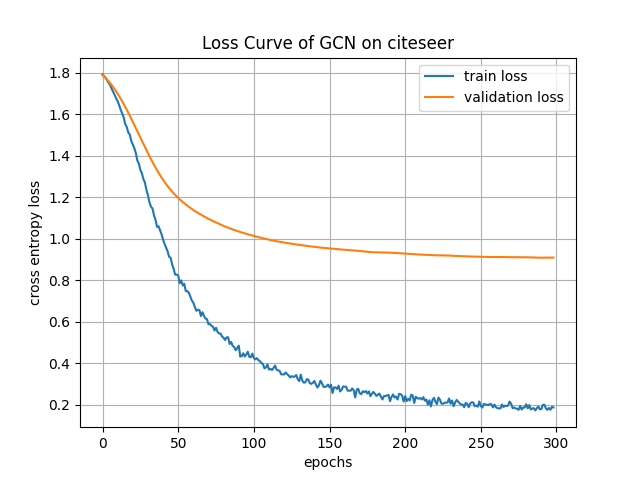 Loss Curve of GCN on citeseer
train loss
validation loss
cross entropy loss
1.8
1.6
1.4
1.2
1.0
0.8
0.6
0.4
0.2
0 50 100 150 200 250 300
epochs